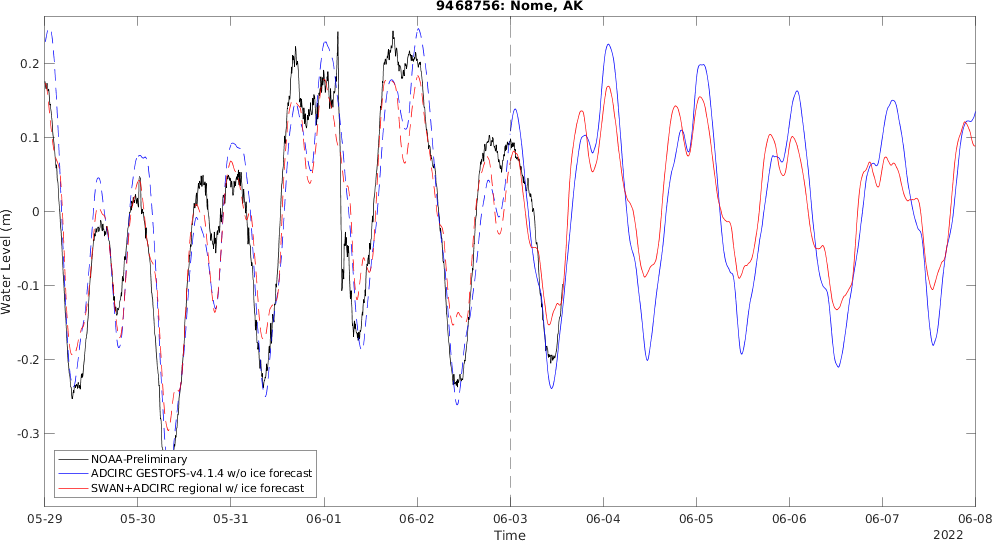 9468756: Nome, AK
Water Level (m)
0.2
0.1
0
-0.1
-0.2
-0.3
NOAA-Preliminary
ADCIRC GESTOFS-v4.1.4 w/o ice forecast
SWAN+ADCIRC regional w/ ice forecast
05-29 05-30 05-31 06-01 06-02 06-03 06-04 06-05 06-06 06-07 06-08
Time
2022